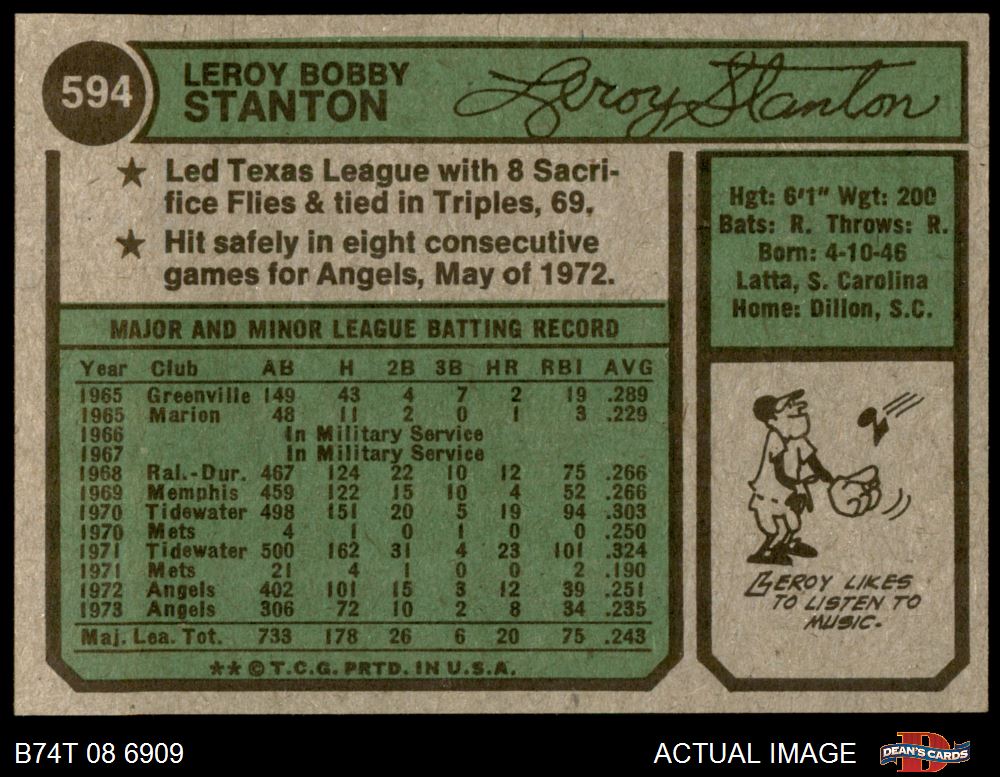 594
LEROY BOBBY
STANTON
Leroy Stanton
★ Led Texas League with 8 Sacri-
fice Flies & tied in Triples, 69.
★ Hit safely in eight consecutive
games for Angels, May of 1972.
Hgt: 6'1" Wgt: 200
Bats: R. Throws: R.
Born: 4-10-46
Latta, S. Carolina
Home: Dillon, S.C.
MAJOR AND MINOR LEAGUE BATTING RECORD
Year Club AB H 2B 3B HR RBI AVG
1965 Greenville 149 43 4 7 2 19 .289
1965 Marion 48 11 2 0 1 3 .229
1966 In Military Service
1967 In Military Service
1968 Ral.-Dur. 467 124 22 10 12 75 .266
1969 Memphis 459 122 15 10 4 52 .266
1970 Tidewater 498 151 20 5 19 94 .303
1970 Mets 4 1 0 1 0 0 .250
1971 Tidewater 500 162 31 4 23 101 .324
1971 Mets 21 4 1 0 0 2 .190
1972 Angels 402 101 15 3 12 39 .251
1973 Angels 306 72 10 2 8 34 .235
Maj. Lea. Tot. 733 178 26 6 20 75 .243
★★ © T.C.G. PRTD. IN U.S.A.
LEROY LIKES
TO LISTEN TO
MUSIC.
B74T 08 6909
ACTUAL IMAGE
DEAN'S CARDS